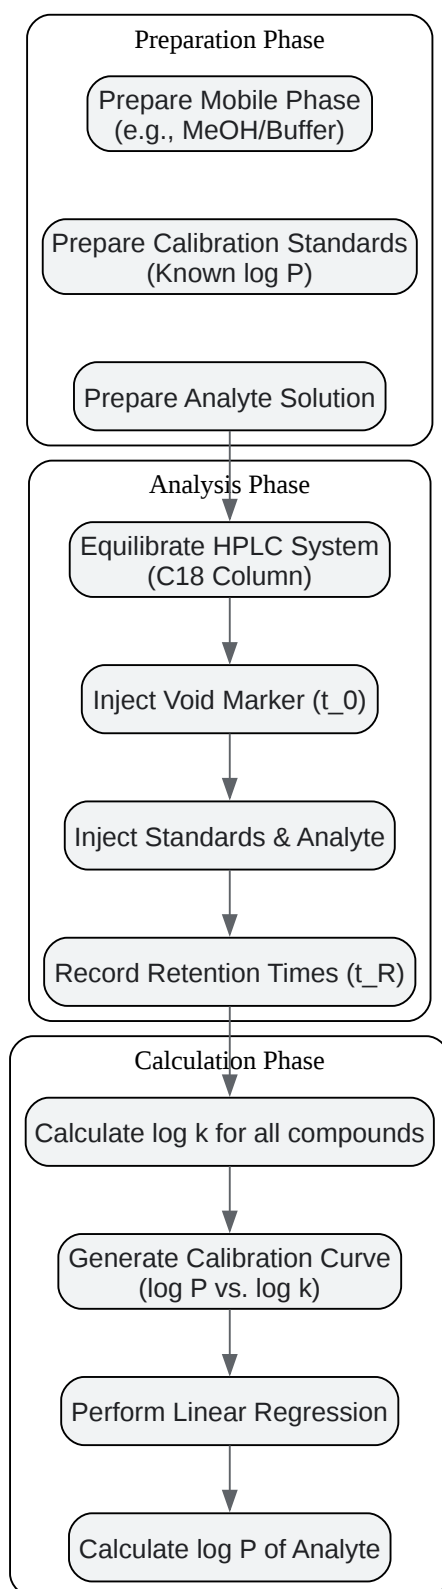 Preparation Phase
Prepare Mobile Phase
(e.g., MeOH/Buffer)
Prepare Calibration Standards
(Known log P)
Prepare Analyte Solution
Analysis Phase
Equilibrate HPLC System
(C18 Column)
Inject Void Marker (t_0)
Inject Standards & Analyte
Record Retention Times (t_R)
Calculation Phase
Calculate log k for all compounds
Generate Calibration Curve
(log P vs. log k)
Perform Linear Regression
Calculate log P of Analyte